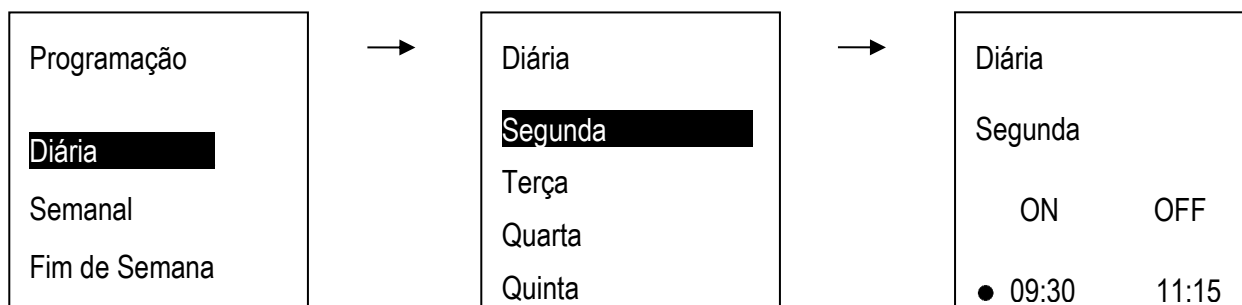 Programação
Diária
Semanal
Fim de Semana
Diária
Segunda
Terça
Quarta
Quinta
Diária
Segunda
ON OFF
● 09:30 11:15